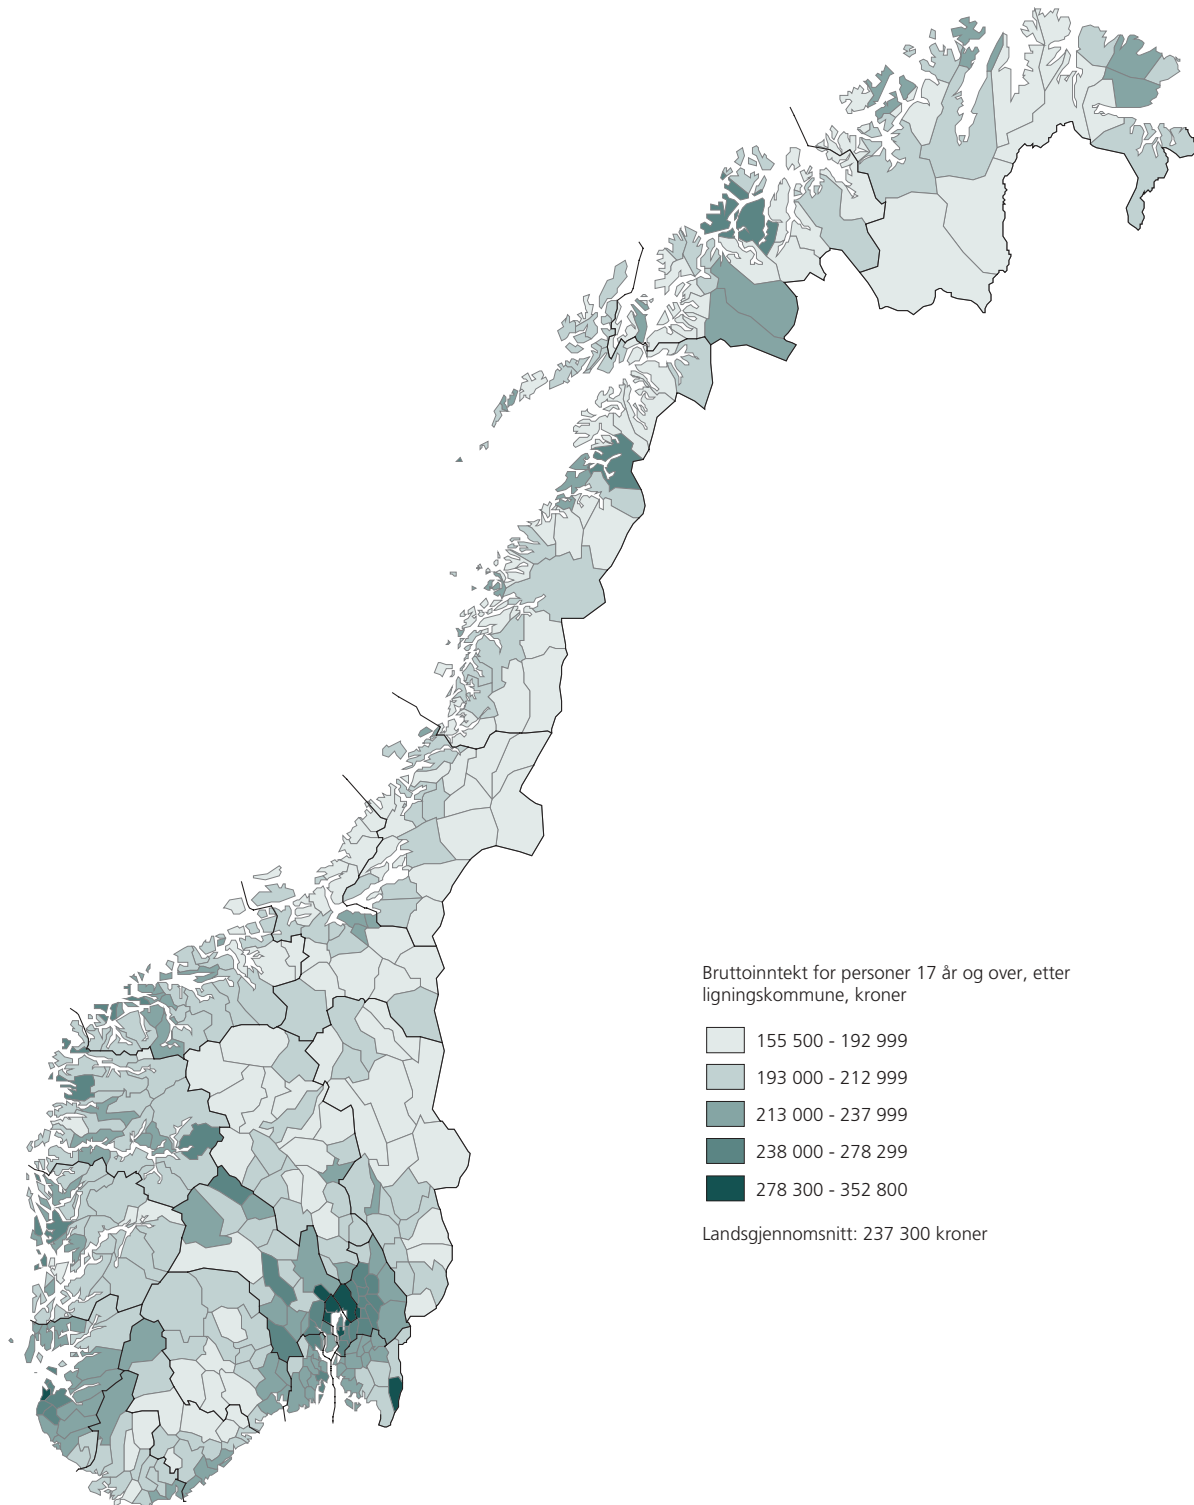 Bruttoinntekt for personer 17 år og over, etter
ligningskommune, kroner
155 500 - 192 999
193 000 - 212 999
213 000 - 237 999
238 000 - 278 299
278 300 - 352 800
Landsgjennomsnitt: 237 300 kroner